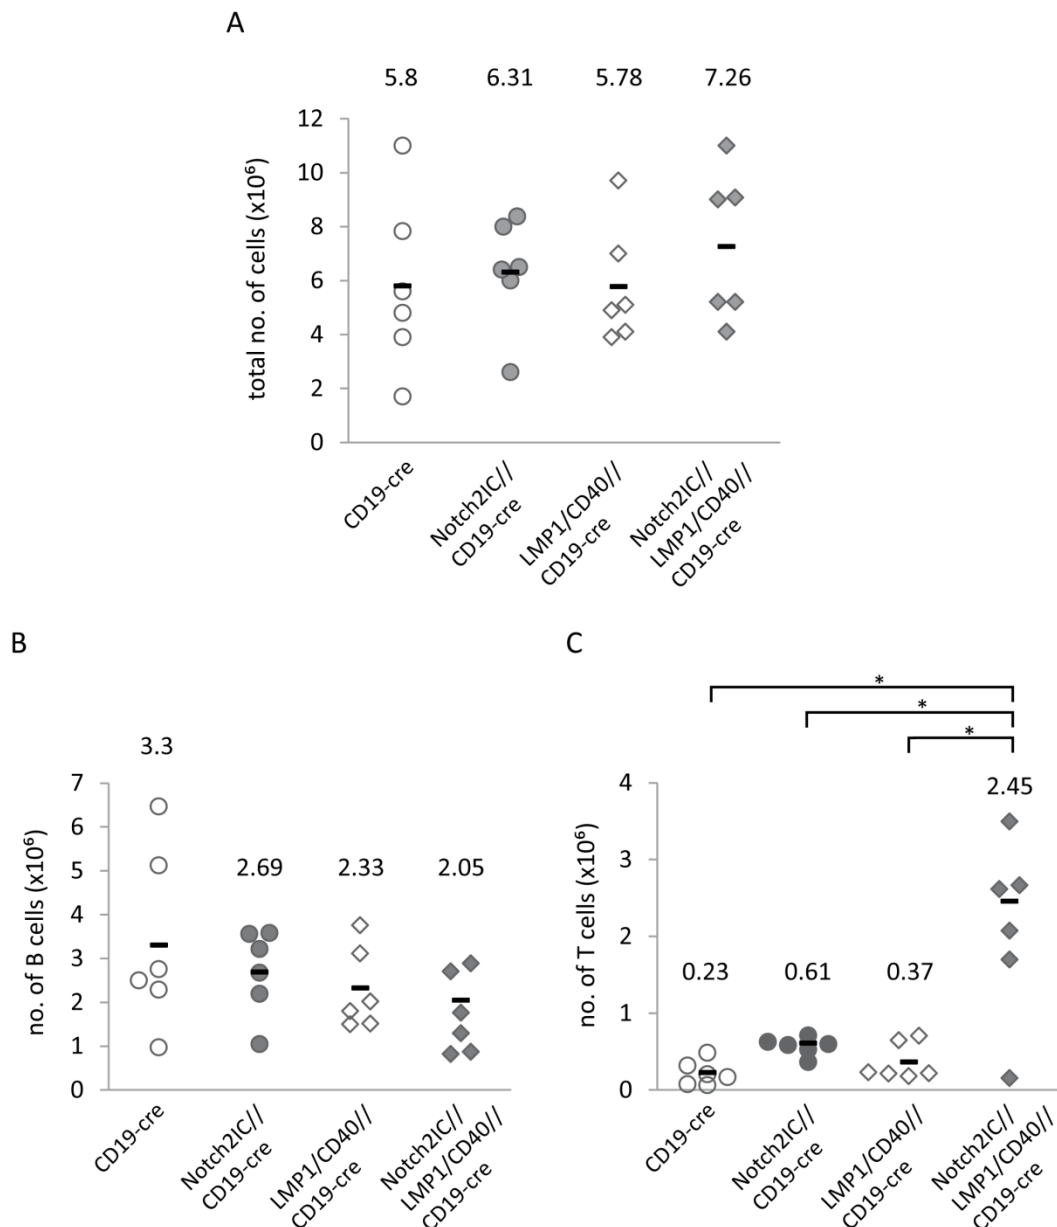 A
5.8 6.31 5.78 7.26
total no. of cells (x10⁶)
12
10
8
6
4
2
0
CD19-cre
Notch2IC//
CD19-cre
LMP1/CD40//
CD19-cre
Notch2IC//
LMP1/CD40//
CD19-cre
B
3.3
2.69 2.33 2.05
no. of B cells (x10⁶)
7
6
5
4
3
2
1
0
CD19-cre
Notch2IC//
CD19-cre
LMP1/CD40//
CD19-cre
Notch2IC//
LMP1/CD40//
CD19-cre
C
*
*
*
2.45
0.23 0.61 0.37
no. of T cells (x10⁶)
4
3
2
1
0
CD19-cre
Notch2IC//
CD19-cre
LMP1/CD40//
CD19-cre
Notch2IC//
LMP1/CD40//
CD19-cre